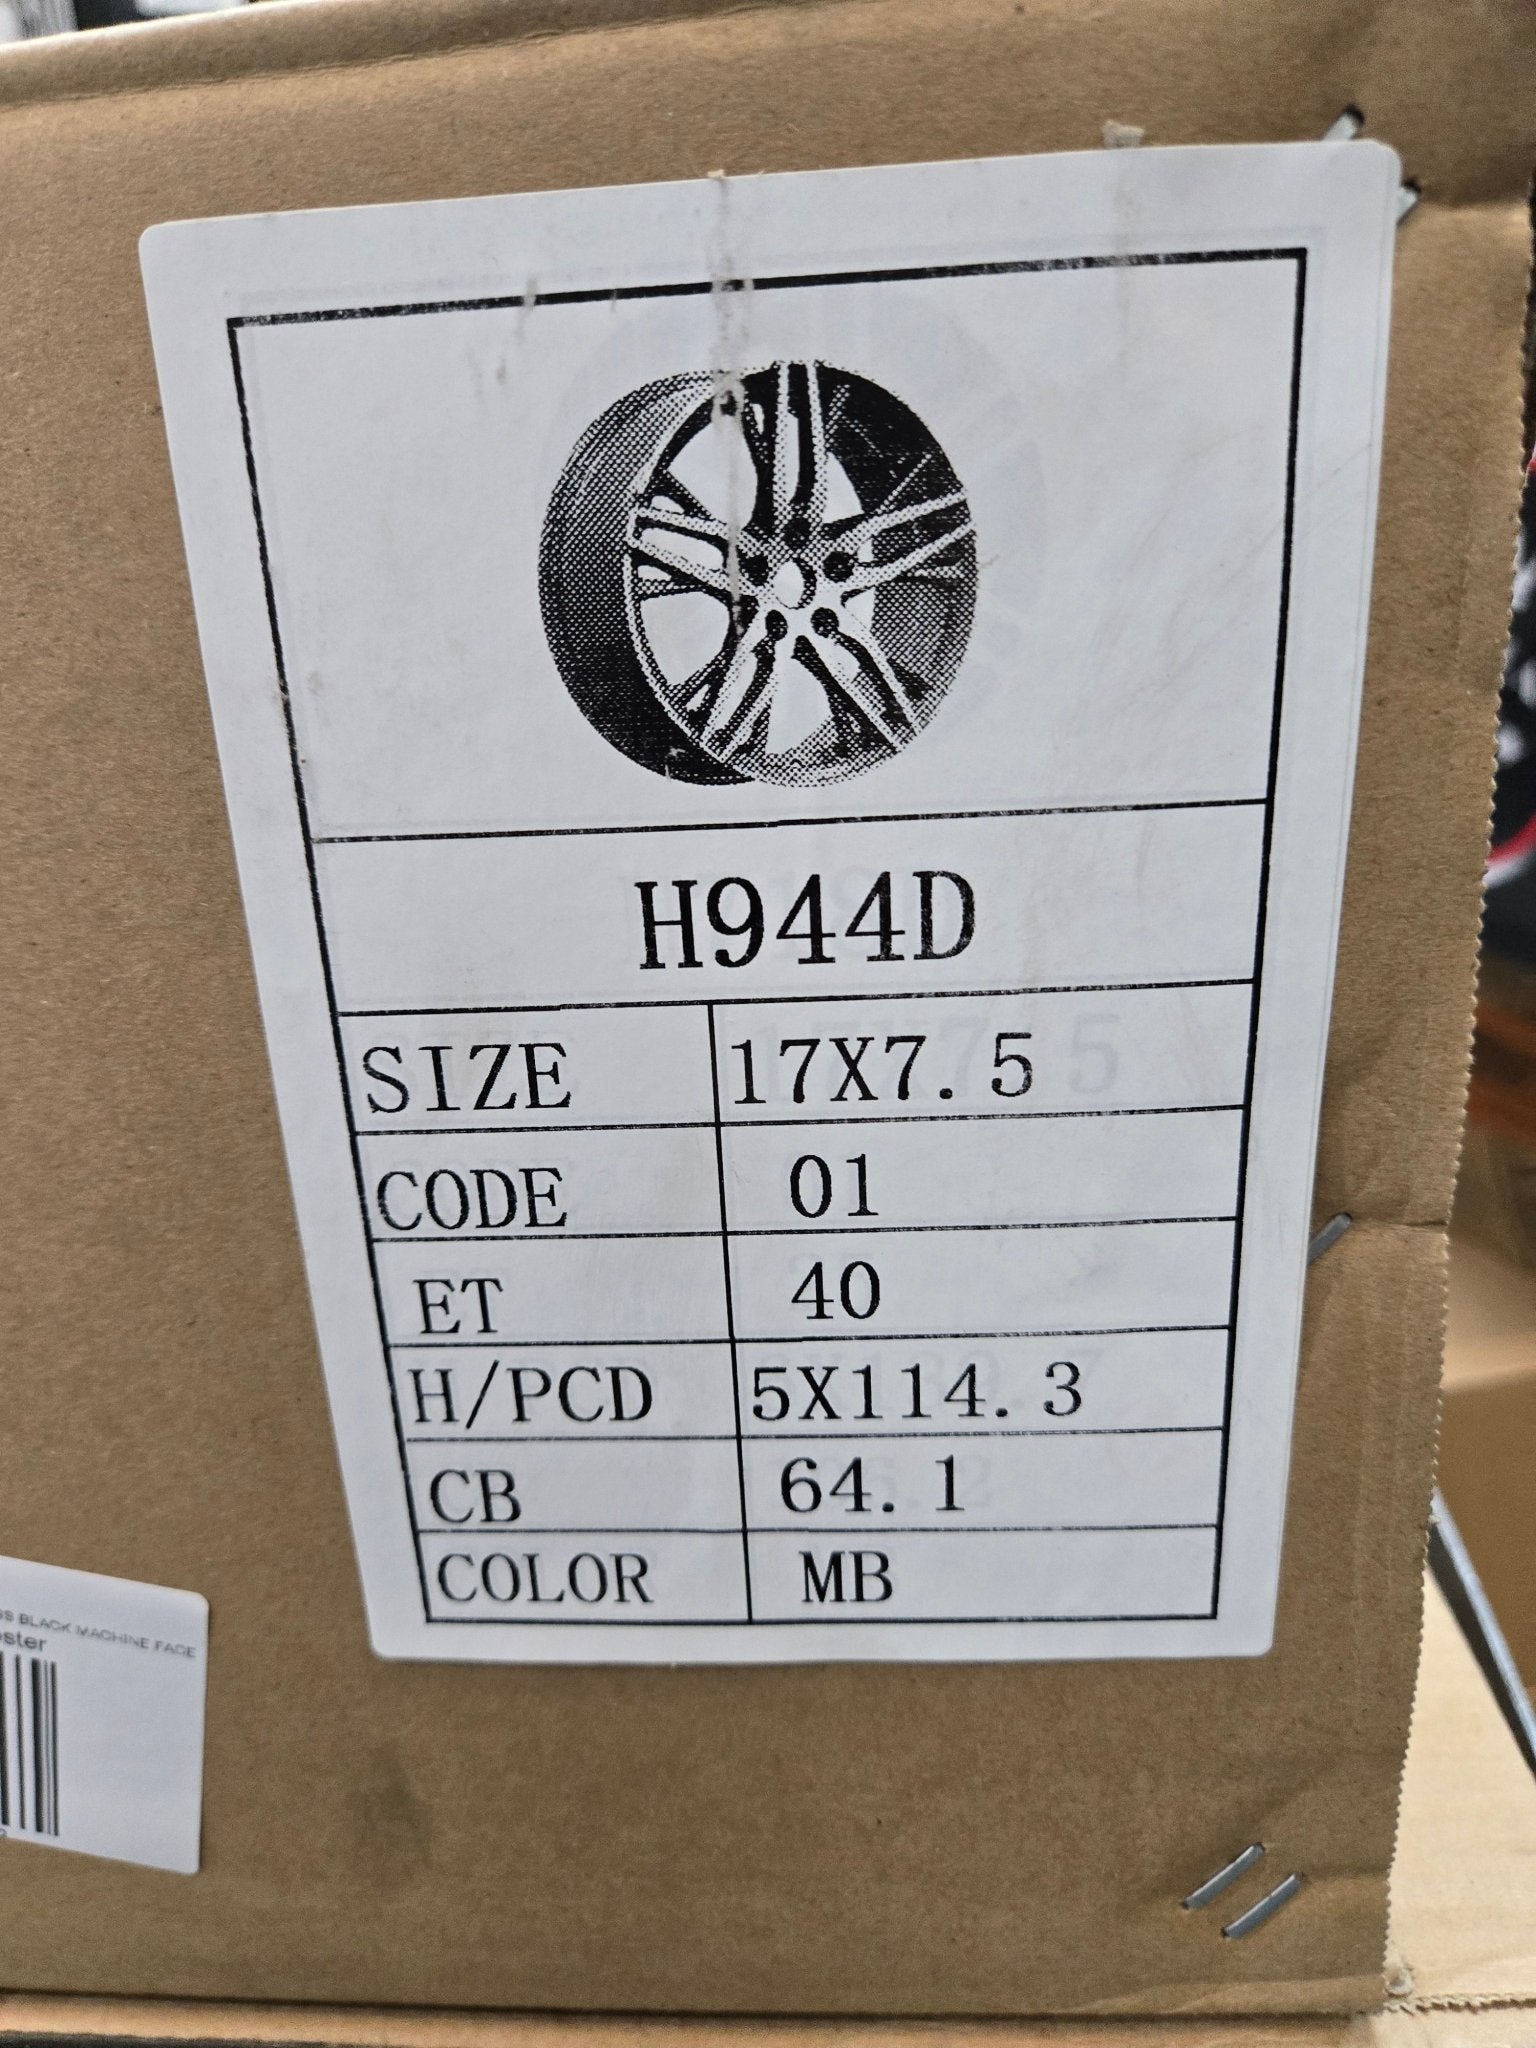 H944D
SIZE 17X7.5
CODE 01
ET 40
H/PCD 5X114.3
CB 64.1
COLOR MB
BLACK MACHINE FACE